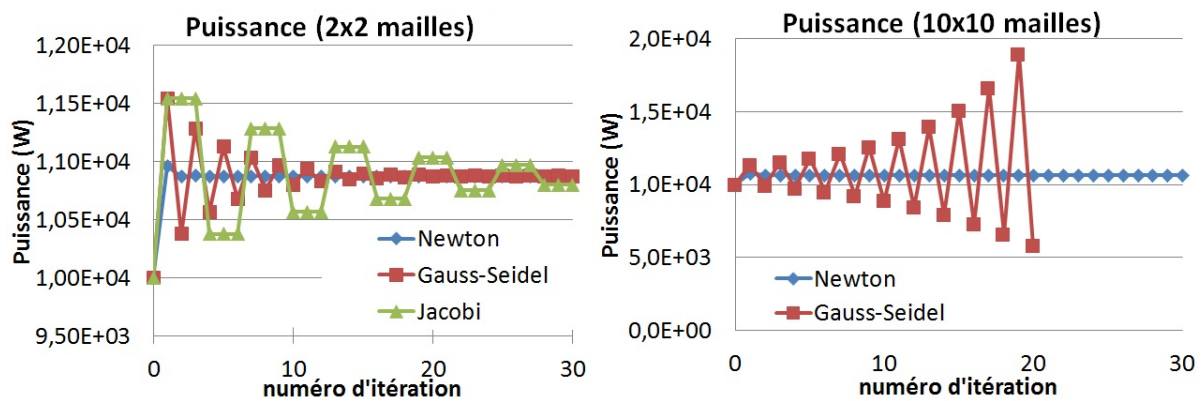 Puissance (2x2 mailles)
Puissance (W)
1,20E+04
1,15E+04
1,10E+04
1,05E+04
1,00E+04
9,50E+03
Newton
Gauss-Seidel
Jacobi
0
10
20
30
numéro d'itération
Puissance (10x10 mailles)
Puissance (W)
2,0E+04
1,5E+04
1,0E+04
5,0E+03
0,0E+00
Newton
Gauss-Seidel
0
10
20
30
numéro d'itération